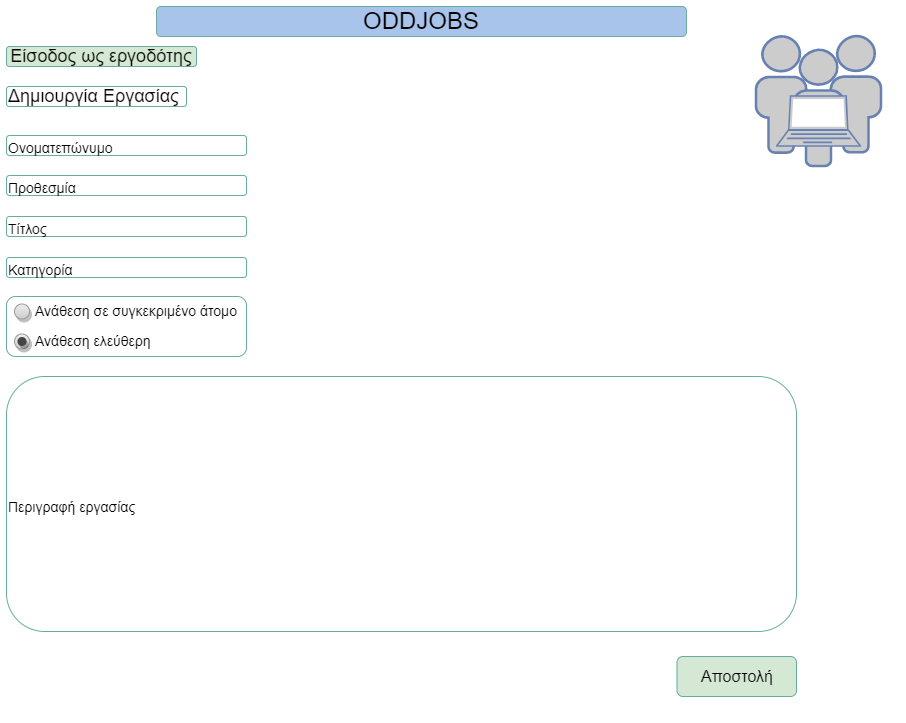 ODDJOBS
Είσοδος ως εργοδότης
Δημιουργία Εργασίας
Ονοματεπώνυμο
Προθεσμία
Τίτλος
Κατηγορία
Ανάθεση σε συγκεκριμένο άτομο
Ανάθεση ελεύθερη
Περιγραφή εργασίας
Αποστολή